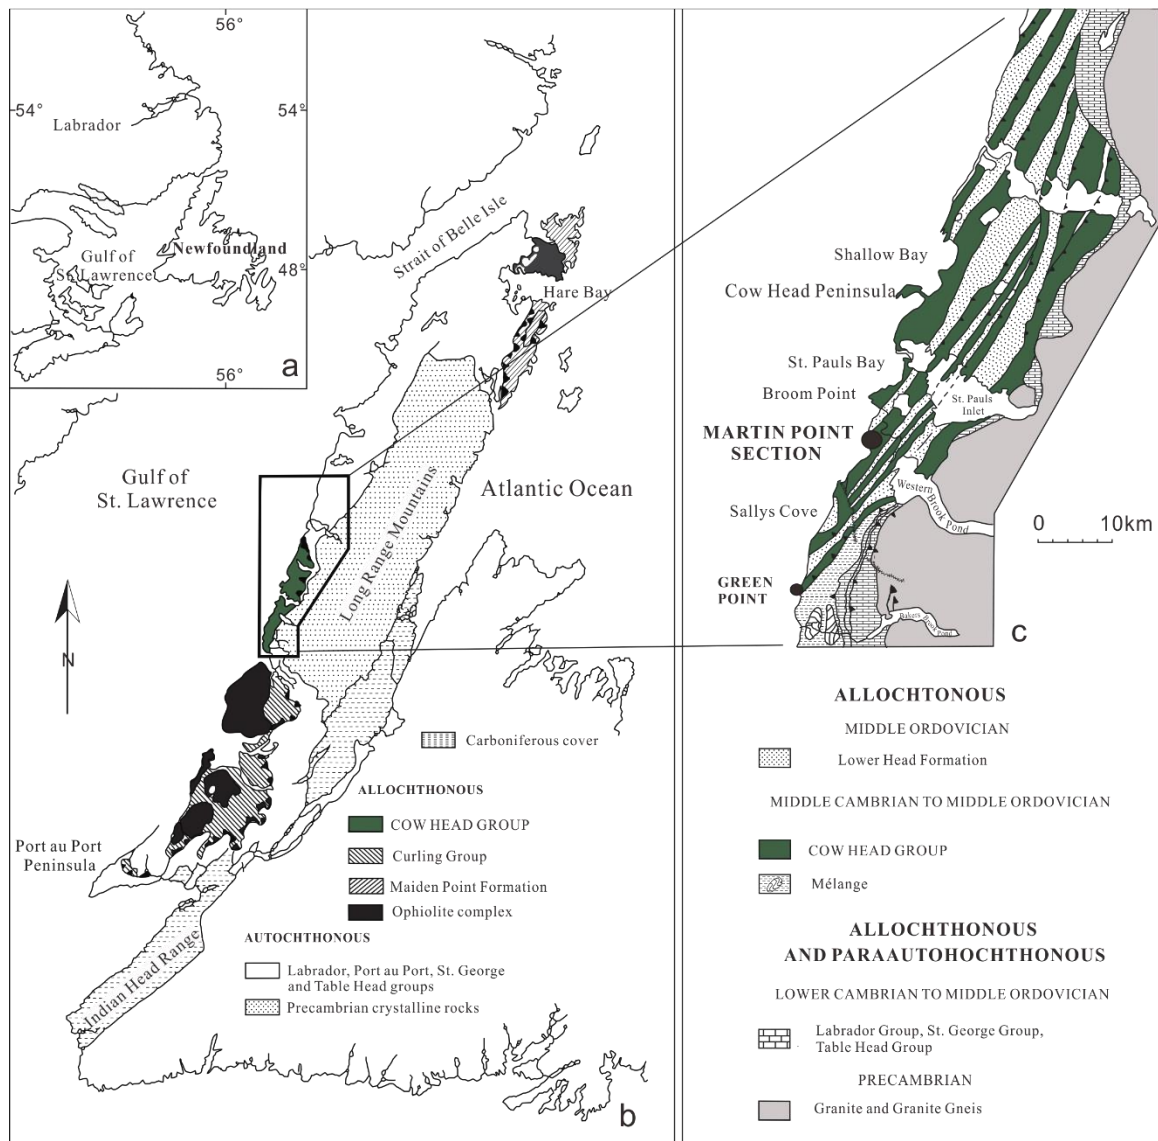 56°
54°
54°
Labrador
Newfoundland
Gulf of
St. Lawrence
48°
a
56°
Strait of Belle Isle
Hare Bay
Gulf of
St. Lawrence
Atlantic Ocean
Long Range Mountains
N
Carboniferous cover
ALLOCHTHONOUS
COW HEAD GROUP
Curling Group
Maiden Point Formation
Ophiolite complex
AUTOCHTHONOUS
Labrador, Port au Port, St. George
and Table Head groups
Precambrian crystalline rocks
Port au Port
Peninsula
Indian Head Range
b
Shallow Bay
Cow Head Peninsula
St. Pauls Bay
Broom Point
St. Pauls
Inlet
MARTIN POINT
SECTION
Western
Brook Pond
Sallys Cove
0 10km
GREEN
POINT
Bakers Brook Pond
c
ALLOCHTONOUS
MIDDLE ORDOVICIAN
Lower Head Formation
MIDDLE CAMBRIAN TO MIDDLE ORDOVICIAN
COW HEAD GROUP
Mélange
ALLOCHTHONOUS
AND PARAAUTOHOCHTHONOUS
LOWER CAMBRIAN TO MIDDLE ORDOVICIAN
Labrador Group, St. George Group,
Table Head Group
PRECAMBRIAN
Granite and Granite Gneis